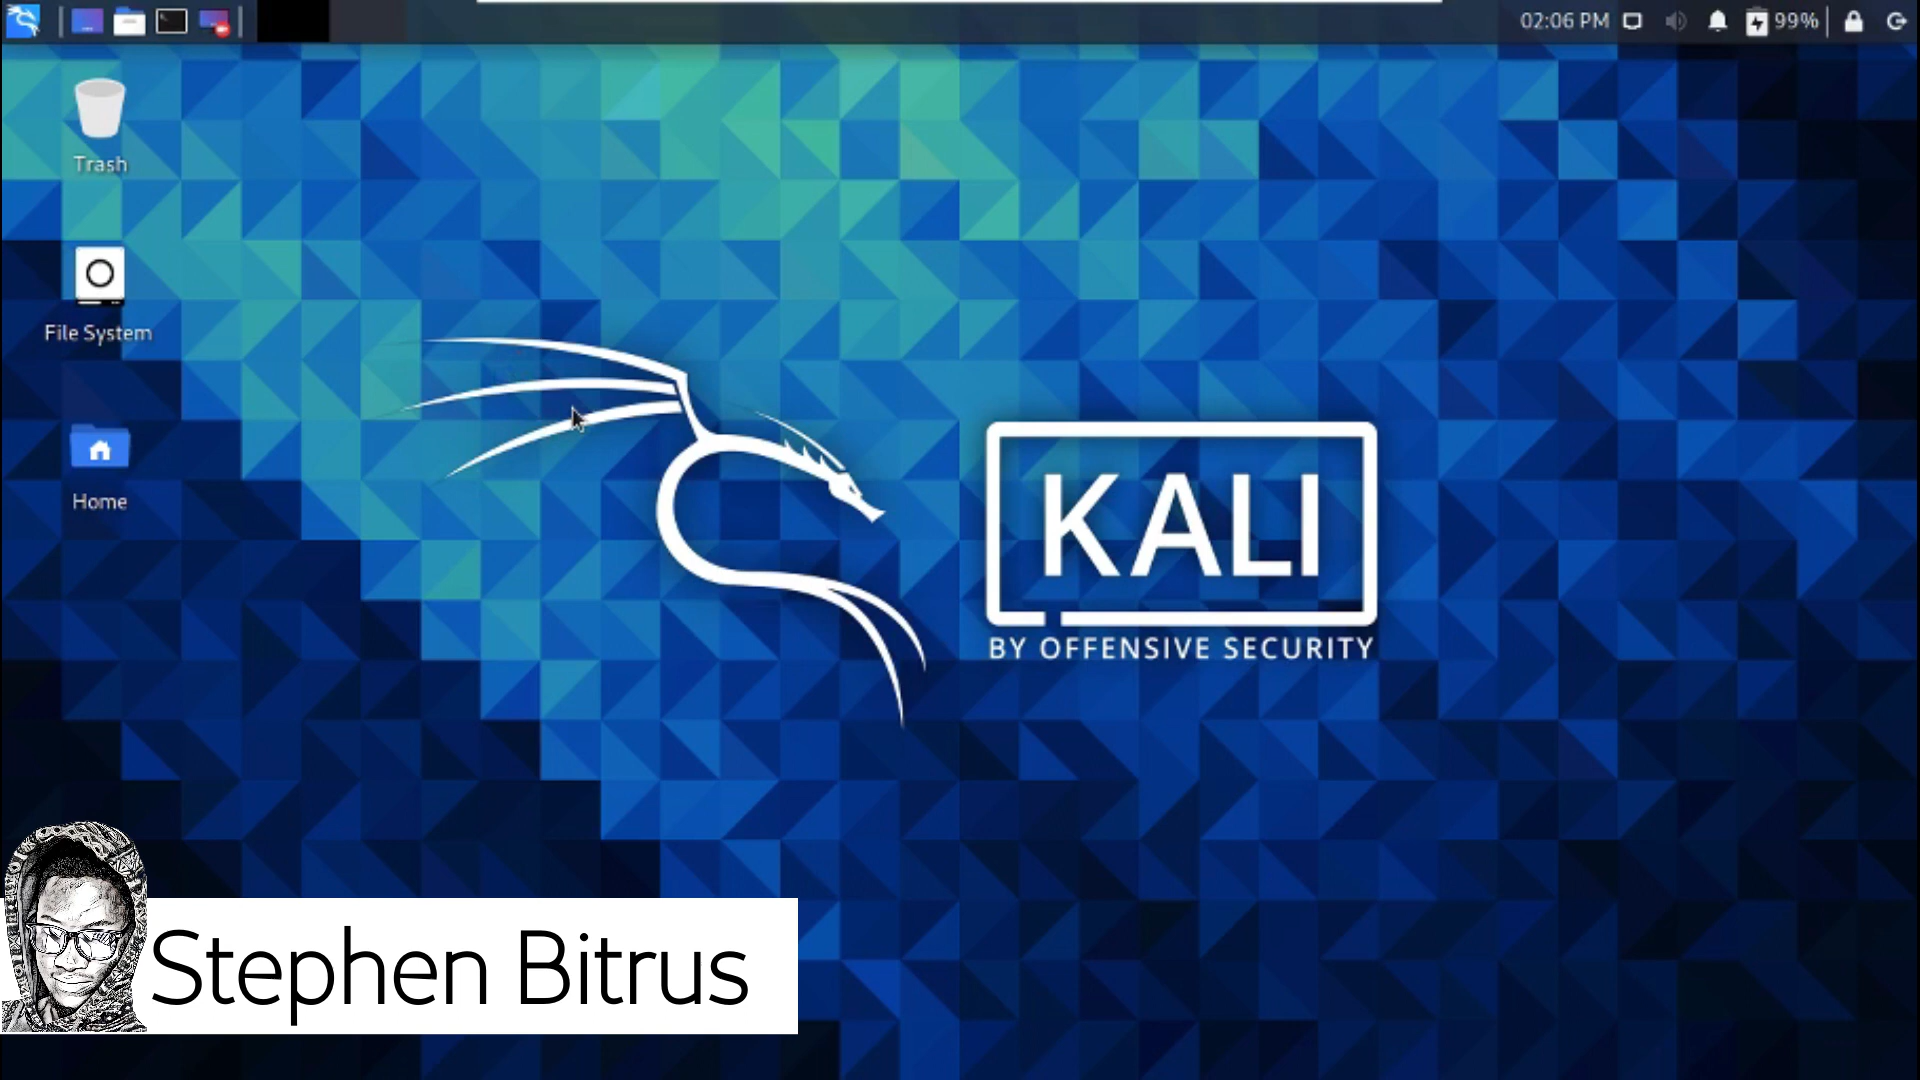 02:06 PM
99%
Trash
File System
Home
KALI
BY OFFENSIVE SECURITY
Stephen Bitrus